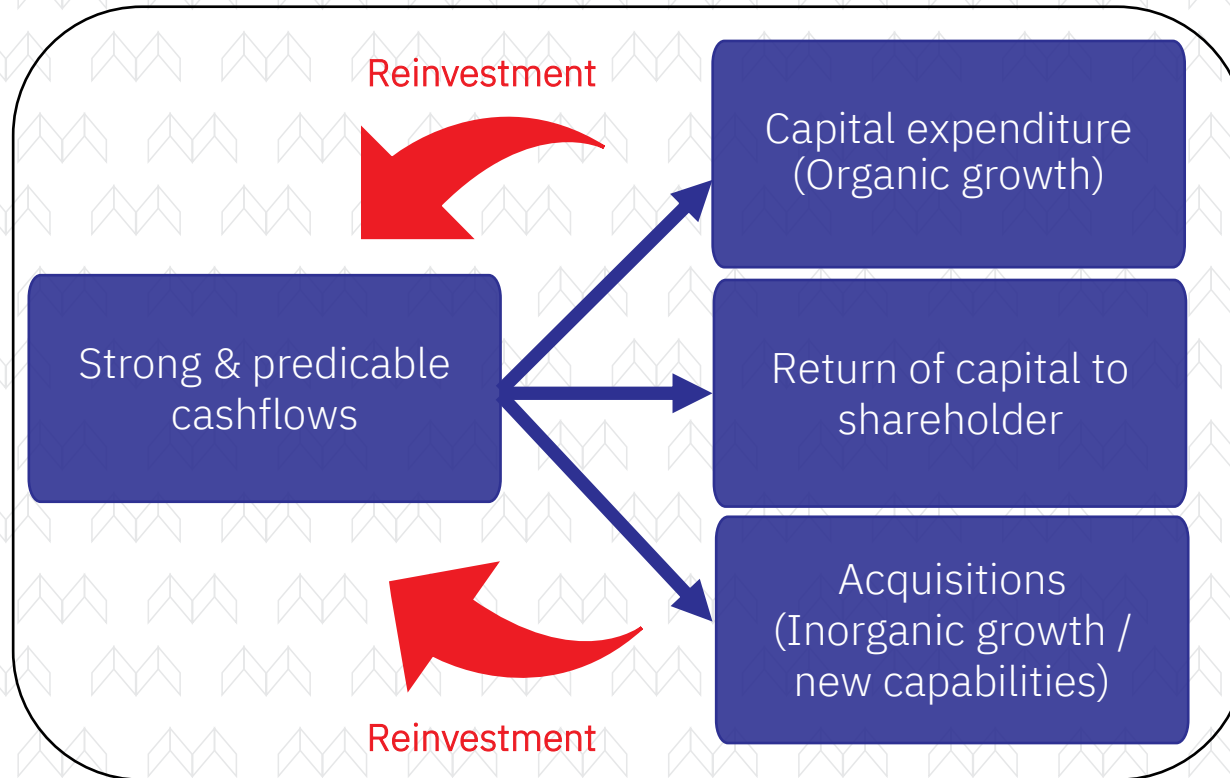 Reinvestment
Capital expenditure
(Organic growth)
Strong & predicable
cashflows
Return of capital to
shareholder
Acquisitions
(Inorganic growth /
new capabilities)
Reinvestment